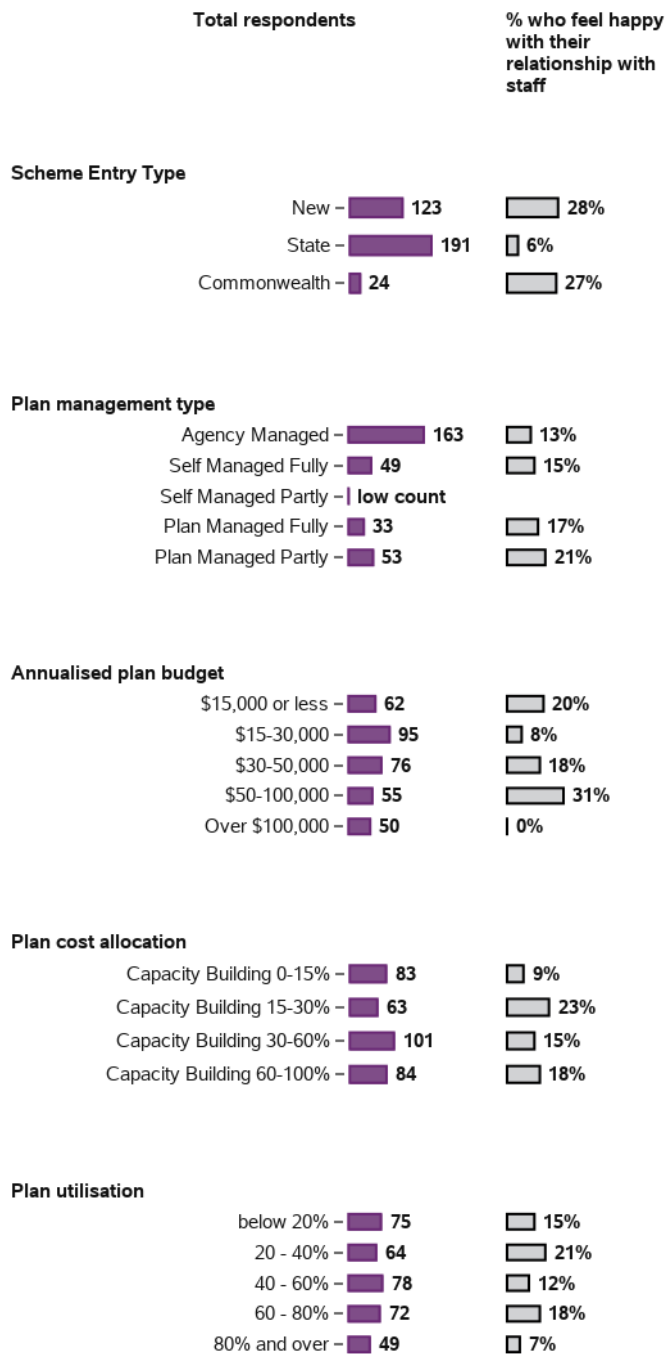 Total respondents
% who feel happy
with their
relationship with
staff
Scheme Entry Type
New 123 28%
State 191 6%
Commonwealth 24 27%
Plan management type
Agency Managed 163 13%
Self Managed Fully 49 15%
Self Managed Partly low count
Plan Managed Fully 33 17%
Plan Managed Partly 53 21%
Annualised plan budget
$15,000 or less 62 20%
$15-30,000 95 8%
$30-50,000 76 18%
$50-100,000 55 31%
Over $100,000 50 0%
Plan cost allocation
Capacity Building 0-15% 83 9%
Capacity Building 15-30% 63 23%
Capacity Building 30-60% 101 15%
Capacity Building 60-100% 84 18%
Plan utilisation
below 20% 75 15%
20 - 40% 64 21%
40 - 60% 78 12%
60 - 80% 72 18%
80% and over 49 7%